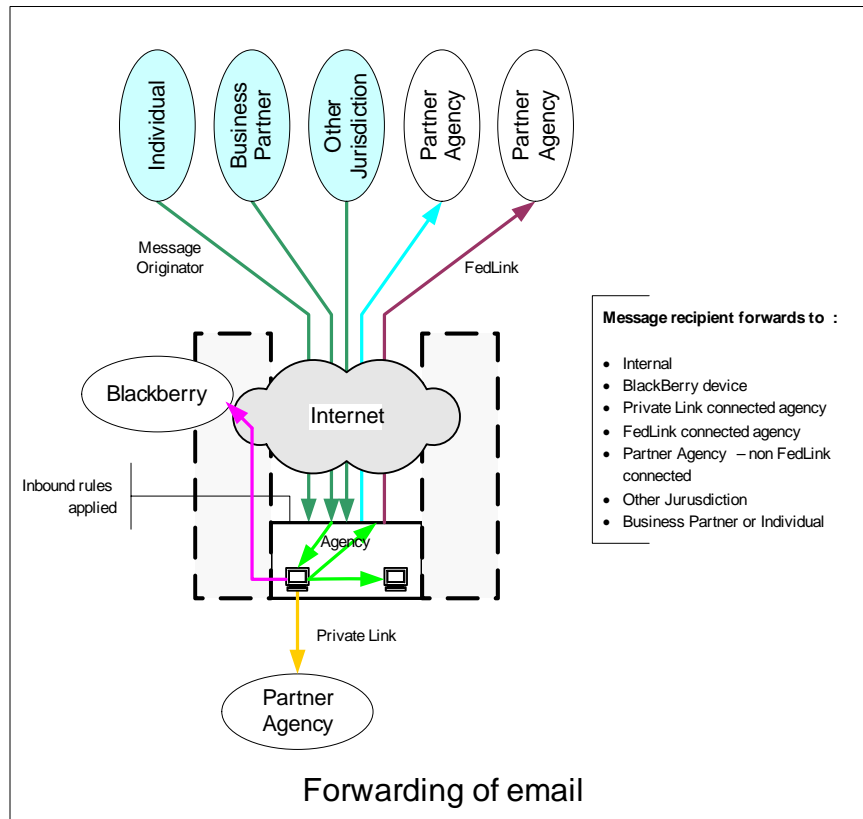 Individual
Business
Partner
Other
Jurisdiction
Partner
Agency
Partner
Agency
Message
Originator
FedLink
Message recipient forwards to :
• Internal
• BlackBerry device
• Private Link connected agency
• FedLink connected agency
• Partner Agency – non FedLink
connected
• Other Jurusdiction
• Business Partner or Individual
Blackberry
Internet
Inbound rules
applied
Agency
Private Link
Partner
Agency
Forwarding of email